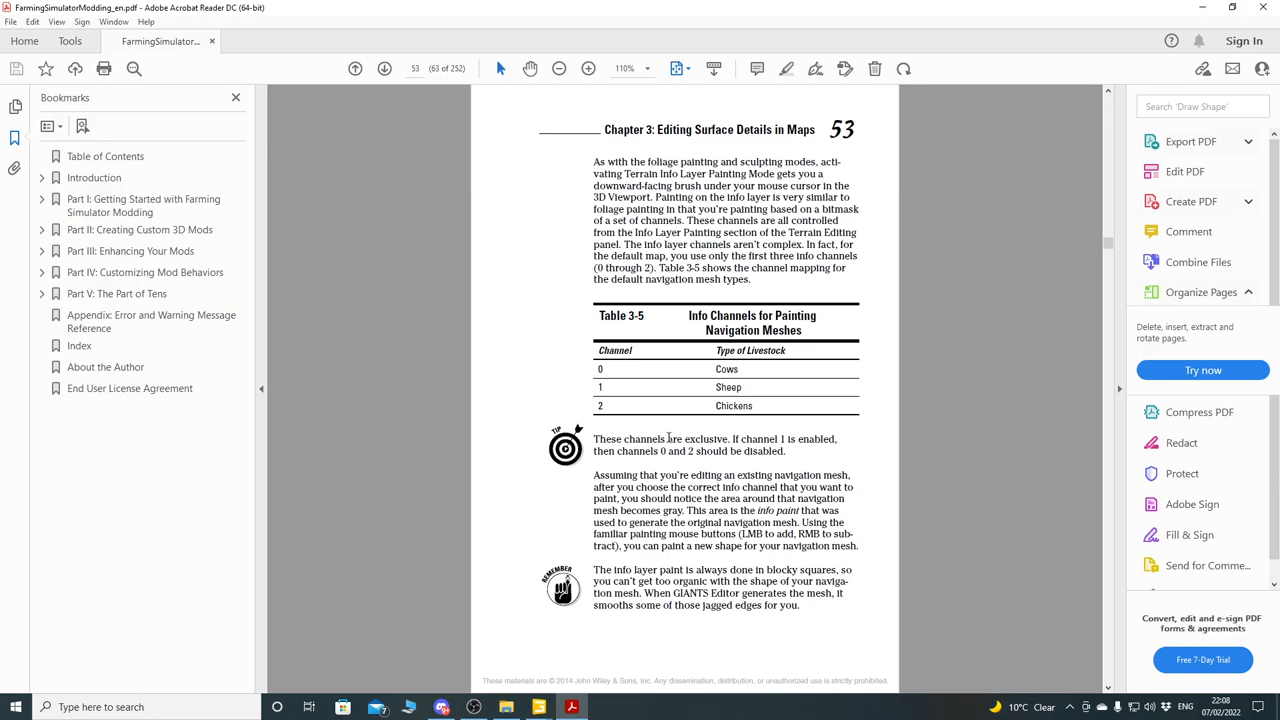 FarmingSimulatorModding_en.pdf - Adobe Acrobat Reader DC (64-bit)
File Edit View Sign Window Help
Home Tools FarmingSimulator... × Sign In
53 (63 of 252) 110%
Bookmarks
Table of Contents
Introduction
Part I: Getting Started with Farming
Simulator Modding
Part II: Creating Custom 3D Mods
Part III: Enhancing Your Mods
Part IV: Customizing Mod Behaviors
Part V: The Part of Tens
Appendix: Error and Warning Message
Reference
Index
About the Author
End User License Agreement
Chapter 3: Editing Surface Details in Maps 53
As with the foliage painting and sculpting modes, acti-
vating Terrain Info Layer Painting Mode gets you a
downward-facing brush under your mouse cursor in the
3D Viewport. Painting on the info layer is very similar to
foliage painting in that you're painting based on a bitmask
of a set of channels. These channels are all controlled
from the Info Layer Painting section of the Terrain Editing
panel. The info layer channels aren't complex. In fact, for
the default map, you use only the first three info channels
(0 through 2). Table 3-5 shows the channel mapping for
the default navigation mesh types.
Table 3-5 Info Channels for Painting
Navigation Meshes
Channel Type of Livestock
0 Cows
1 Sheep
2 Chickens
TIP
These channels are exclusive. If channel 1 is enabled,
then channels 0 and 2 should be disabled.
Assuming that you're editing an existing navigation mesh,
after you choose the correct info channel that you want to
paint, you should notice the area around that navigation
mesh becomes gray. This area is the info paint that was
used to generate the original navigation mesh. Using the
familiar painting mouse buttons (LMB to add, RMB to sub-
tract), you can paint a new shape for your navigation mesh.
REMEMBER
The info layer paint is always done in blocky squares, so
you can't get too organic with the shape of your naviga-
tion mesh. When GIANTS Editor generates the mesh, it
smooths some of those jagged edges for you.
These materials are © 2014 John Wiley & Sons, Inc. Any dissemination, distribution, or unauthorized use is strictly prohibited.
Search 'Draw Shape'
Export PDF
Edit PDF
Create PDF
Comment
Combine Files
Organize Pages
Delete, insert, extract and
rotate pages.
Try now
Compress PDF
Redact
Protect
Adobe Sign
Fill & Sign
Send for Comme...
Convert, edit and e-sign PDF
forms & agreements
Free 7-Day Trial
Type here to search
10°C Clear
22:08
07/02/2022